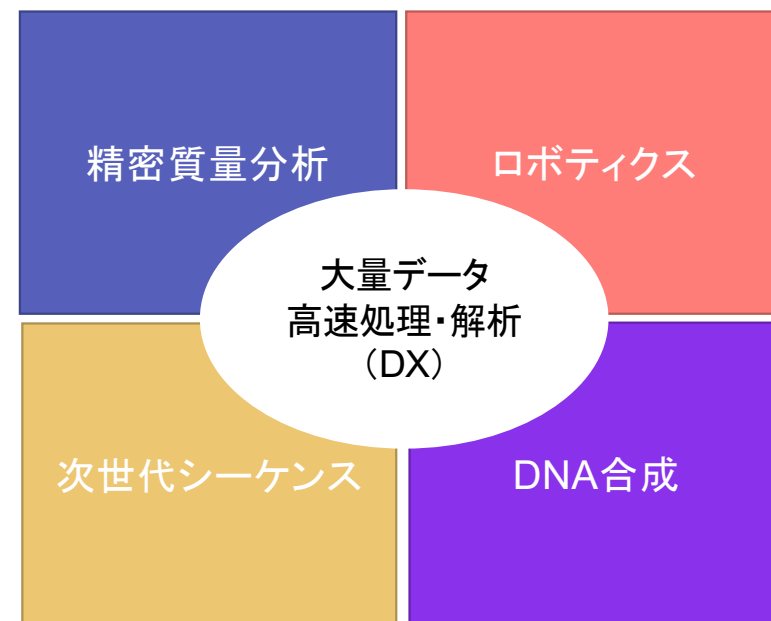 精密質量分析
ロボティクス
大量データ
高速処理・解析
（DX）
次世代シーケンス
DNA合成